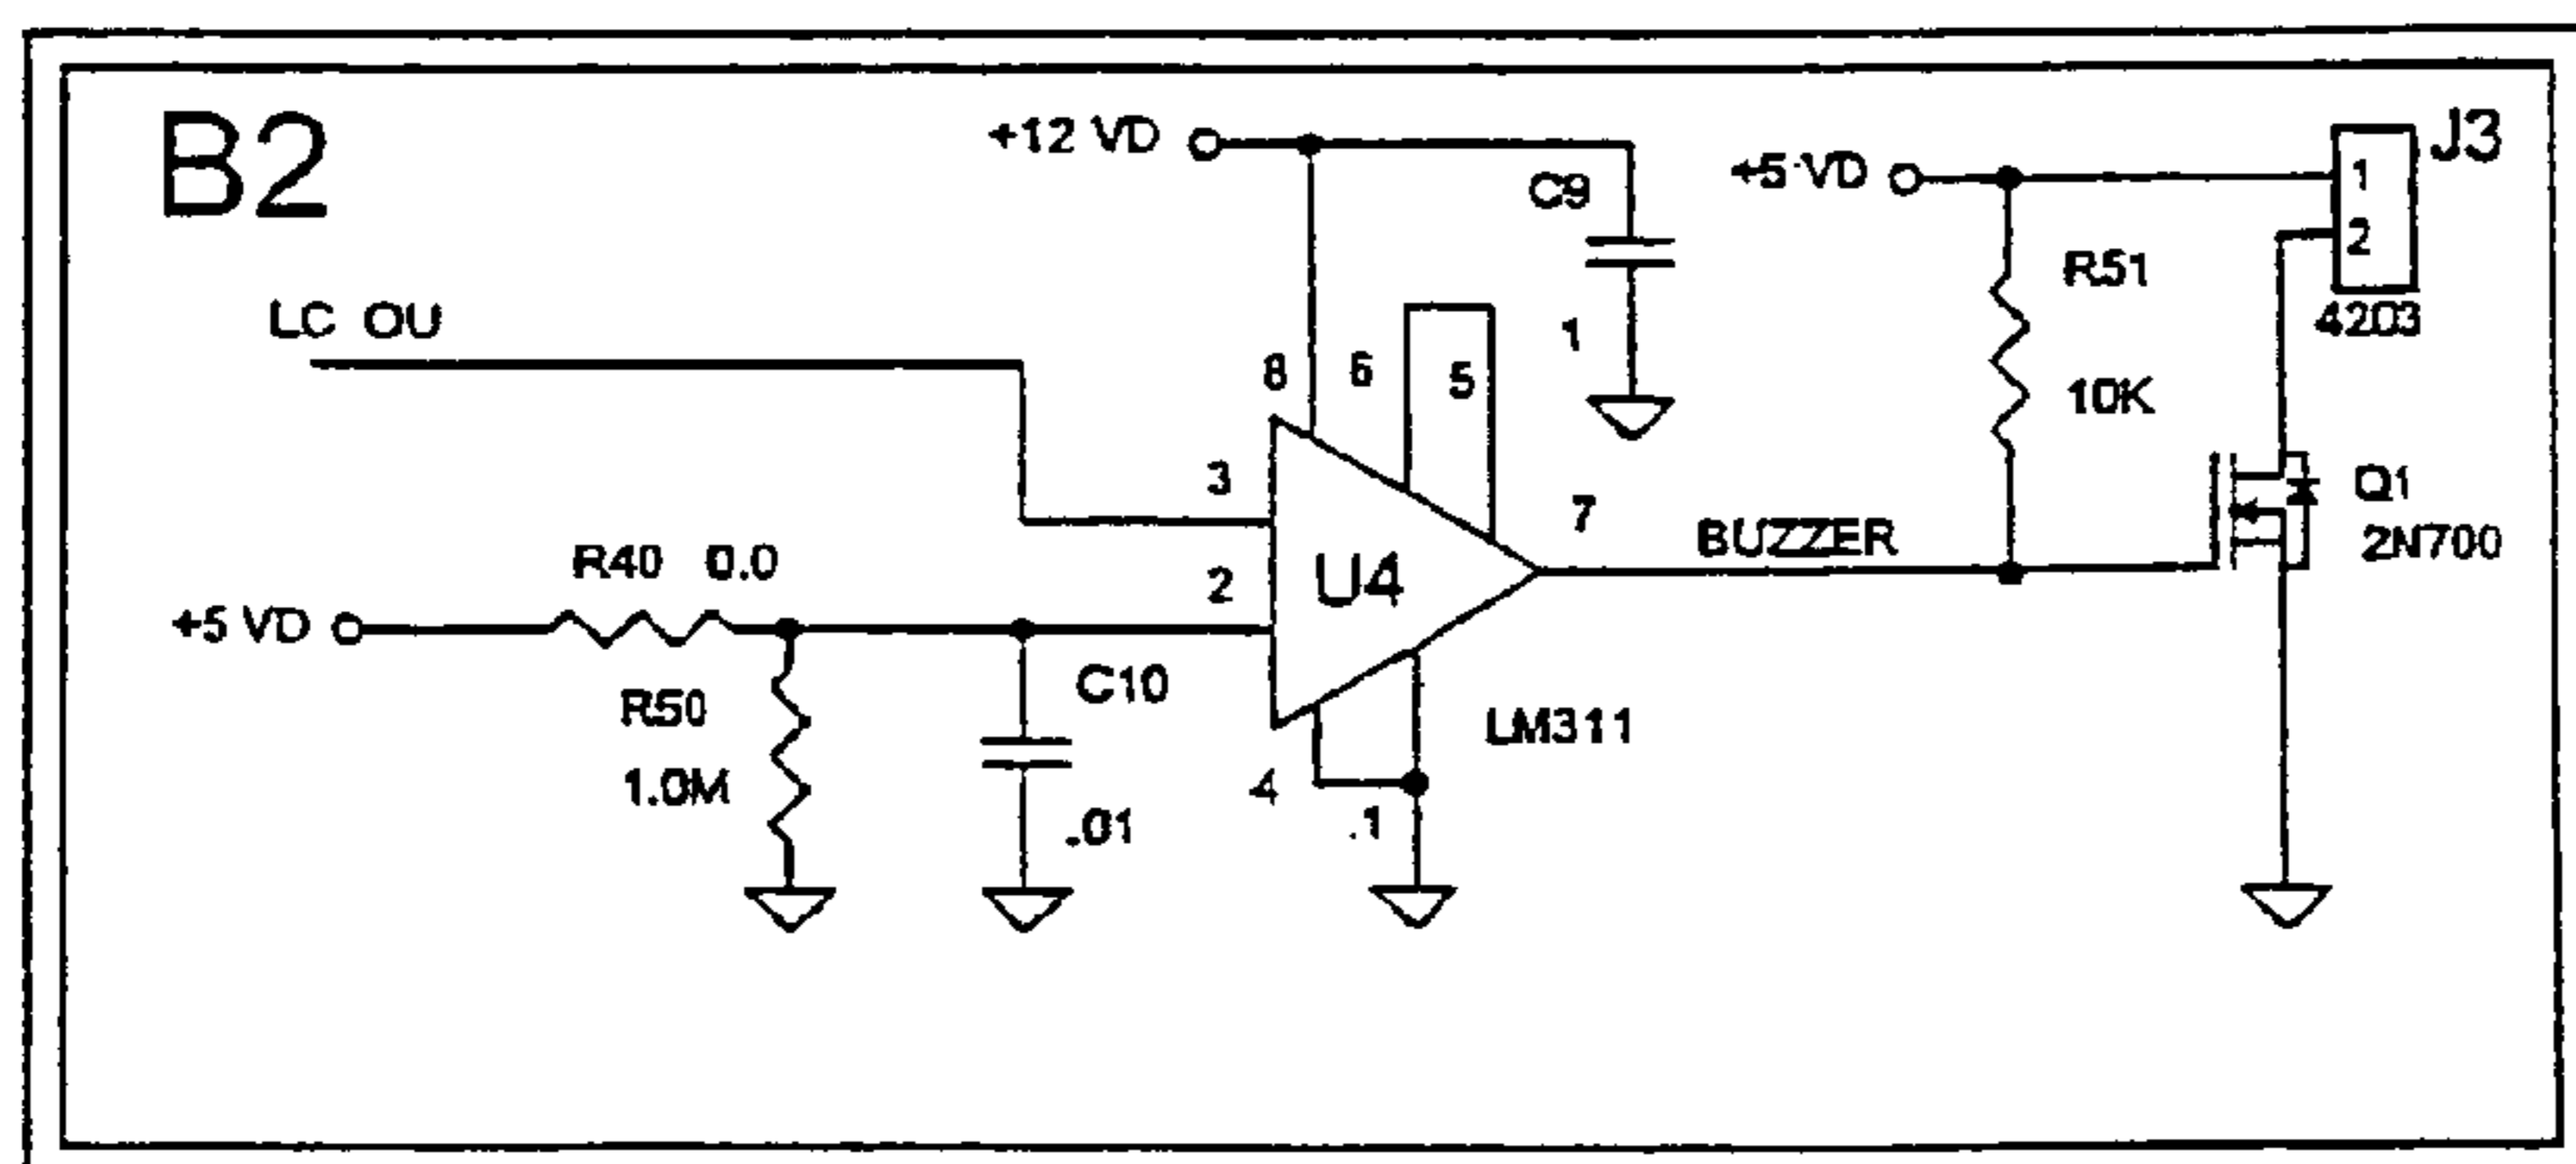 B2
+12 VD
C9
1
+5 VD
J3
1
2
4203
R51
10K
LC OU
8
6
5
3
2
7
U4
BUZZER
Q1
2N700
R40 0.0
+5 VD
R50
1.0M
C10
.01
LM311
4
.1